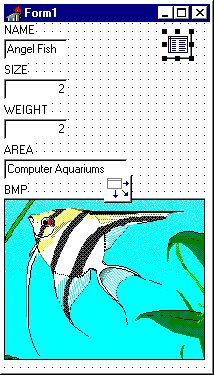 Form1
NAME
Angel Fish
SIZE
2
WEIGHT
2
AREA
Computer Aquariums
BMP